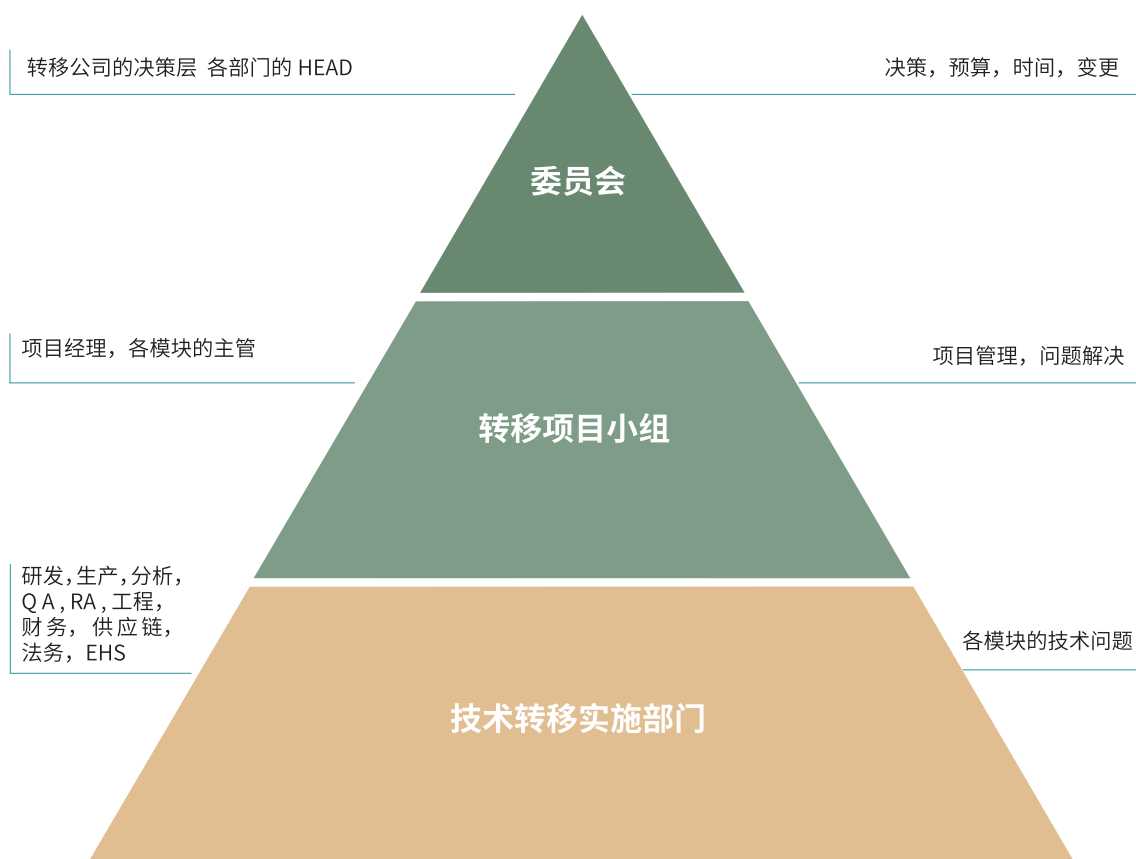 转移公司的决策层 各部门的 HEAD
决策，预算，时间，变更
委员会
项目经理，各模块的主管
项目管理，问题解决
转移项目小组
研发,生产,分析,
QA,RA,工程,
财务，供应链,
法务，EHS
各模块的技术问题
技术转移实施部门